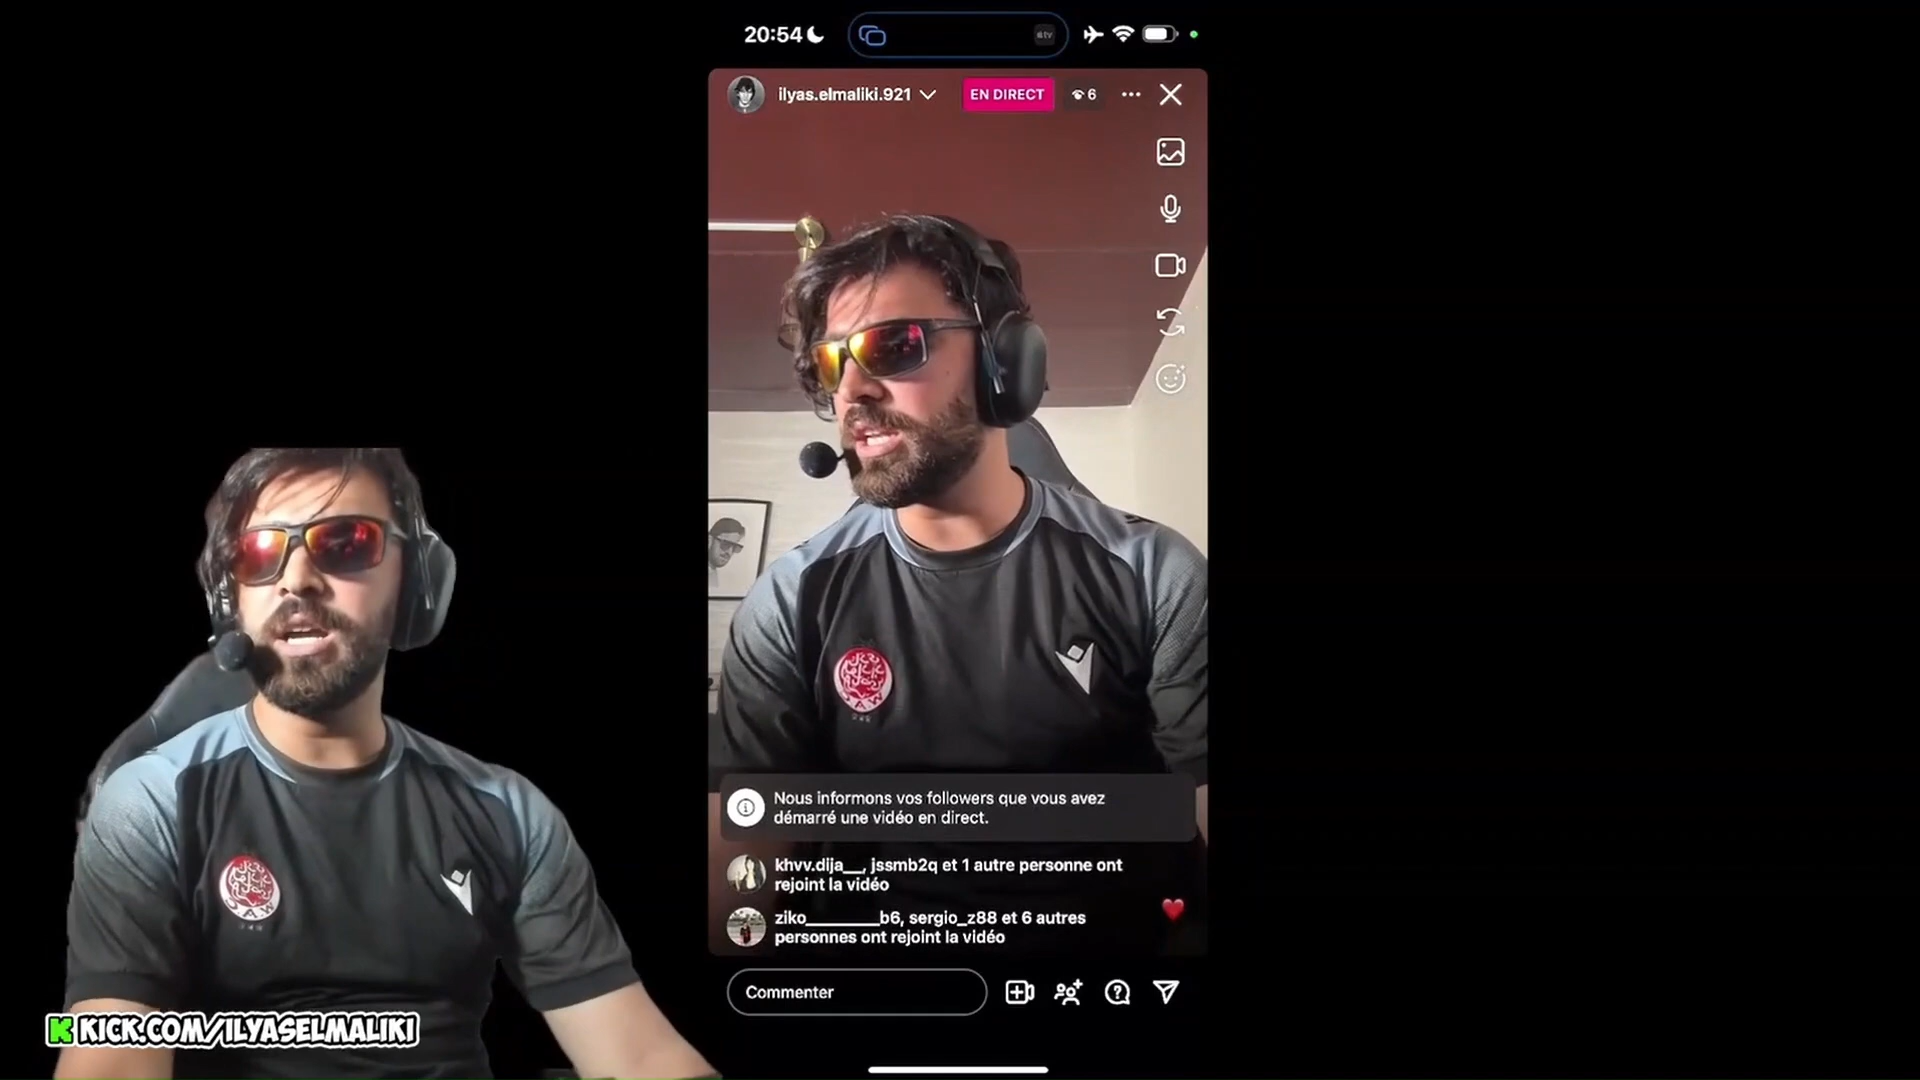 20:54
tv
ilyas.elmaliki.921
EN DIRECT
6
Nous informons vos followers que vous avez
démarré une vidéo en direct.
khvv.dija__, jssmb2q et 1 autre personne ont
rejoint la vidéo
ziko________b6, sergio_z88 et 6 autres
personnes ont rejoint la vidéo
Commenter
KICK.COM/ILYASELMALIKI